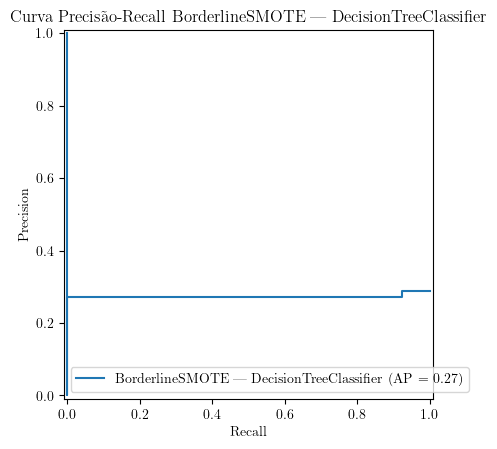 Curva Precisão-Recall BorderlineSMOTE — DecisionTreeClassifier
1.0
0.8
0.6
0.4
0.2
0.0
Precision
BorderlineSMOTE — DecisionTreeClassifier (AP = 0.27)
0.0 0.2 0.4 0.6 0.8 1.0
Recall